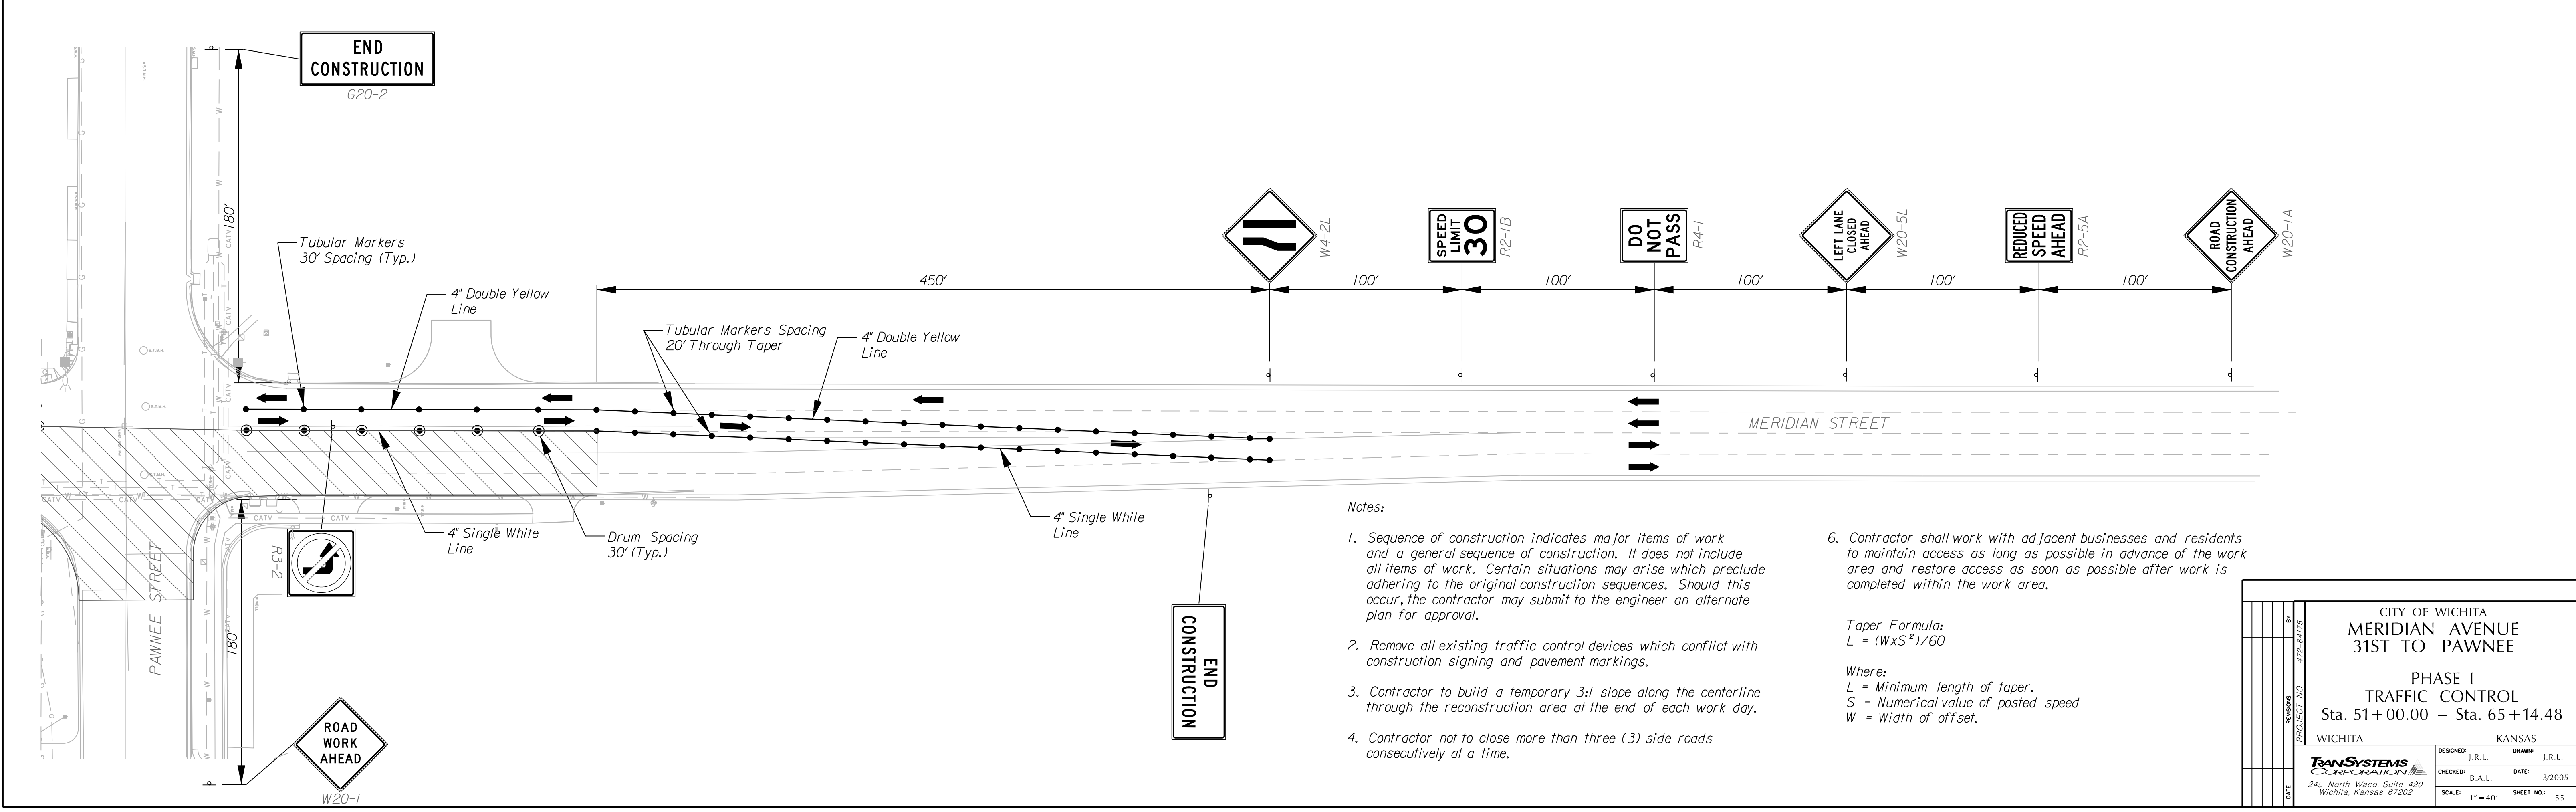 END
CONSTRUCTION
G20-2
180'
Tubular Markers
30' Spacing (Typ.)
4" Double Yellow
Line
450'
Tubular Markers Spacing
20' Through Taper
4" Double Yellow
Line
W4-2L
100'
SPEED
LIMIT
30
R2-1B
100'
DO
NOT
PASS
R4-1
100'
LEFT LANE
CLOSED
AHEAD
W20-5L
100'
REDUCED
SPEED
AHEAD
R2-5A
100'
ROAD
CONSTRUCTION
AHEAD
W20-1A
MERIDIAN STREET
4" Single White
Line
Drum Spacing
30' (Typ.)
4" Single White
Line
R3-2
PAWNEE STREET
180'
ROAD
WORK
AHEAD
W20-1
END
CONSTRUCTION
CATV
CATV
CATV
CATV
CATV
CATV
CATV
CATV
S.T.M.H.
S.T.M.H.
S.T.M.H.
Notes:
1. Sequence of construction indicates major items of work
and a general sequence of construction. It does not include
all items of work. Certain situations may arise which preclude
adhering to the original construction sequences. Should this
occur, the contractor may submit to the engineer an alternate
plan for approval.
2. Remove all existing traffic control devices which conflict with
construction signing and pavement markings.
3. Contractor to build a temporary 3:1 slope along the centerline
through the reconstruction area at the end of each work day.
4. Contractor not to close more than three (3) side roads
consecutively at a time.
6. Contractor shall work with adjacent businesses and residents
to maintain access as long as possible in advance of the work
area and restore access as soon as possible after work is
completed within the work area.
Taper Formula:
L = (WxS²)/60
Where:
L = Minimum length of taper.
S = Numerical value of posted speed
W = Width of offset.
BY
REVISIONS
DATE
PROJECT NO. 472-84175
CITY OF WICHITA
MERIDIAN AVENUE
31ST TO PAWNEE
PHASE 1
TRAFFIC CONTROL
Sta. 51+00.00 – Sta. 65+14.48
WICHITA KANSAS
TRANSYSTEMS
CORPORATION
245 North Waco, Suite 420
Wichita, Kansas 67202
DESIGNED: J.R.L.
DRAWN: J.R.L.
CHECKED: B.A.L.
DATE: 3/2005
SCALE: 1"=40'
SHEET NO.: 55